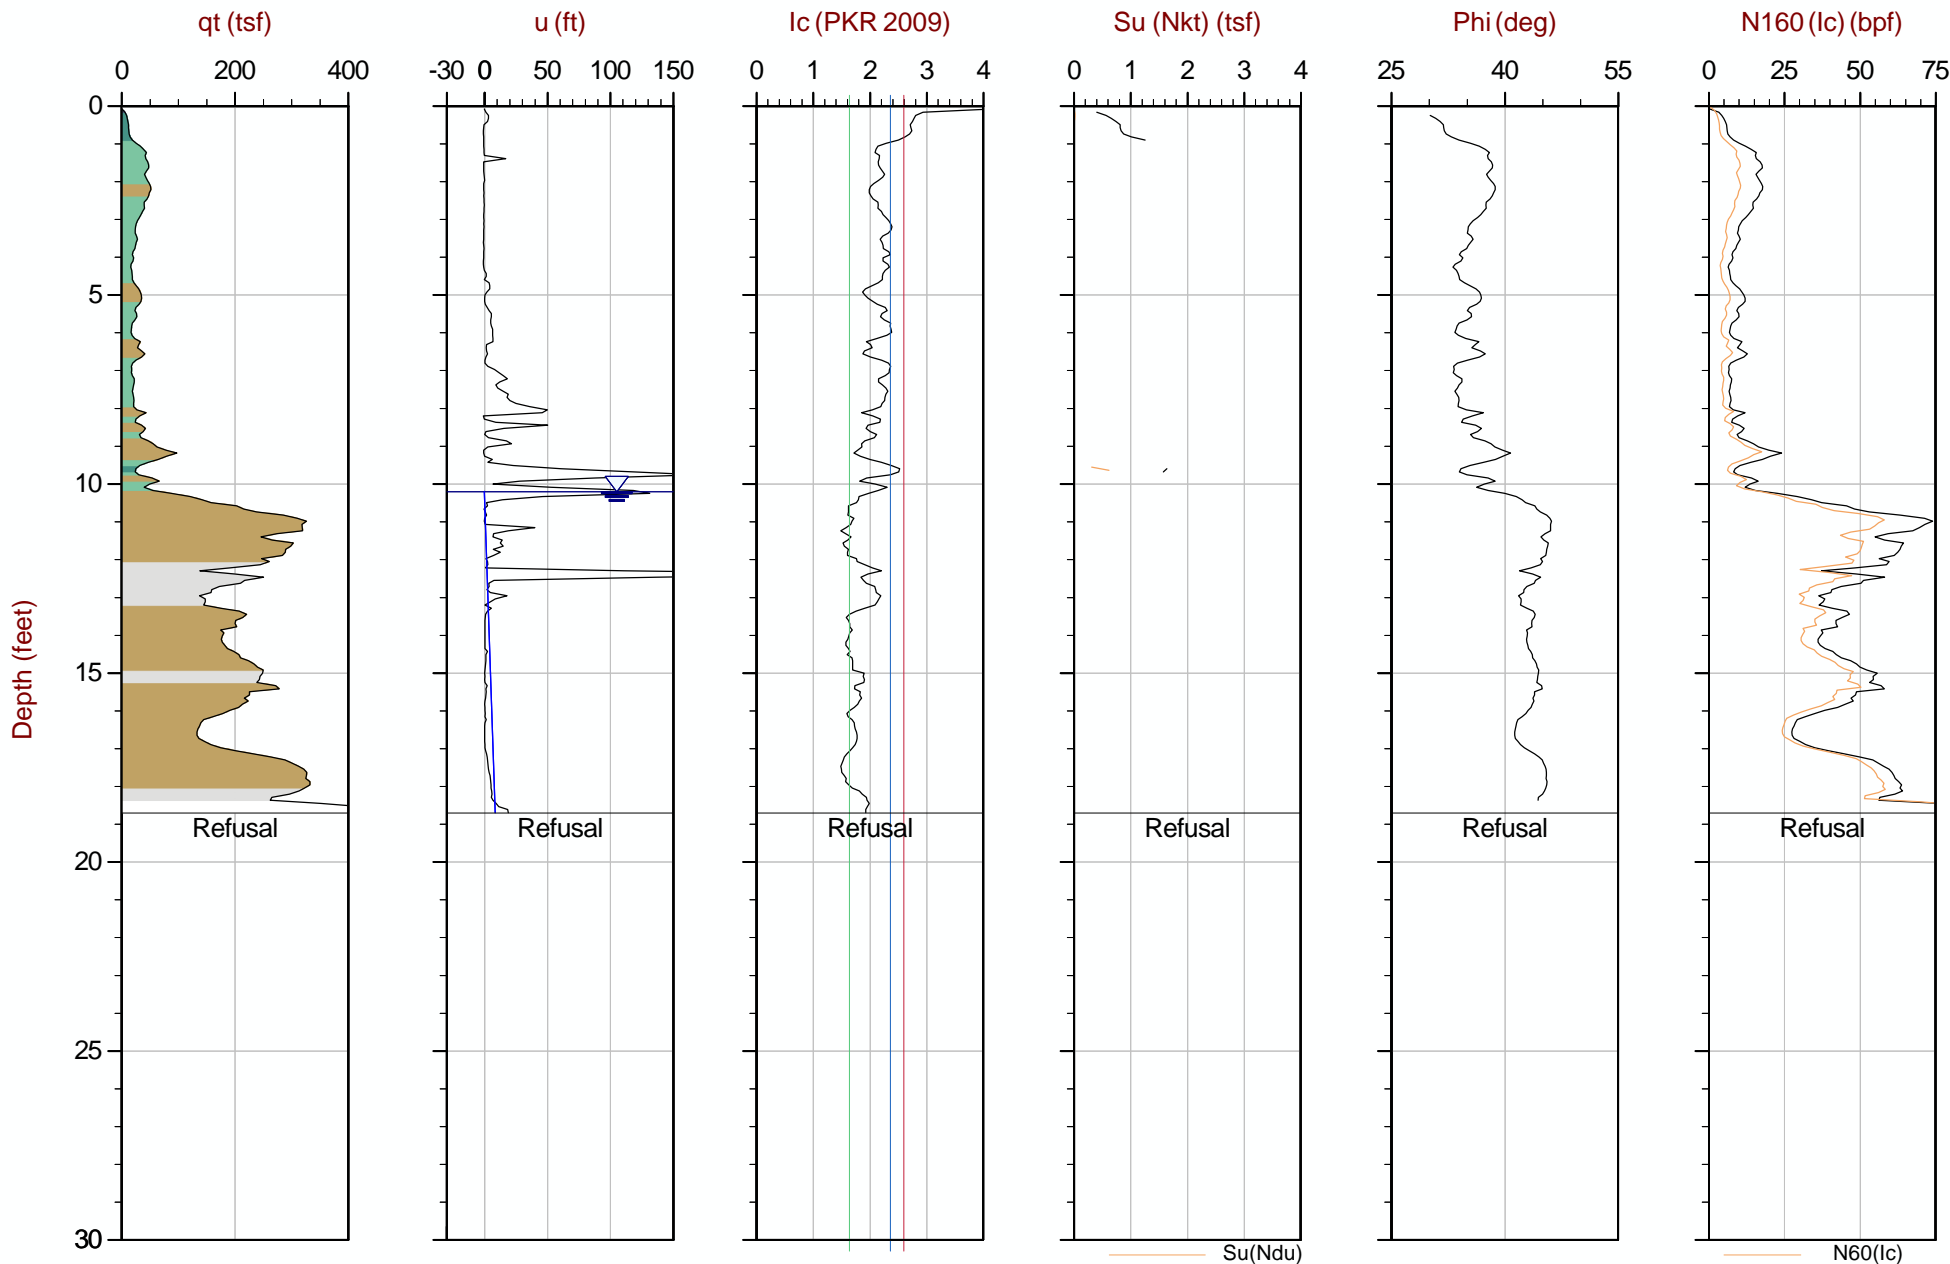 qt (tsf) u (ft) Ic (PKR 2009) Su (Nkt) (tsf) Phi (deg) N160 (Ic) (bpf)
0 200 400 -30 0 50 100 150 0 1 2 3 4 0 1 2 3 4 25 40 55 0 25 50 75
0
5
10
15
Depth (feet)
Refusal Refusal Refusal Refusal Refusal Refusal
20
25
30
Su(Ndu) N60(Ic)